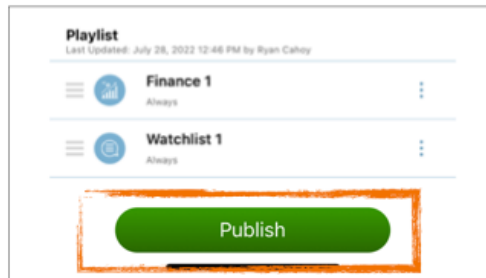 Playlist
Last Updated: July 28, 2022 12:46 PM by Ryan Cahoy
Finance 1
Always
Watchlist 1
Always
Publish